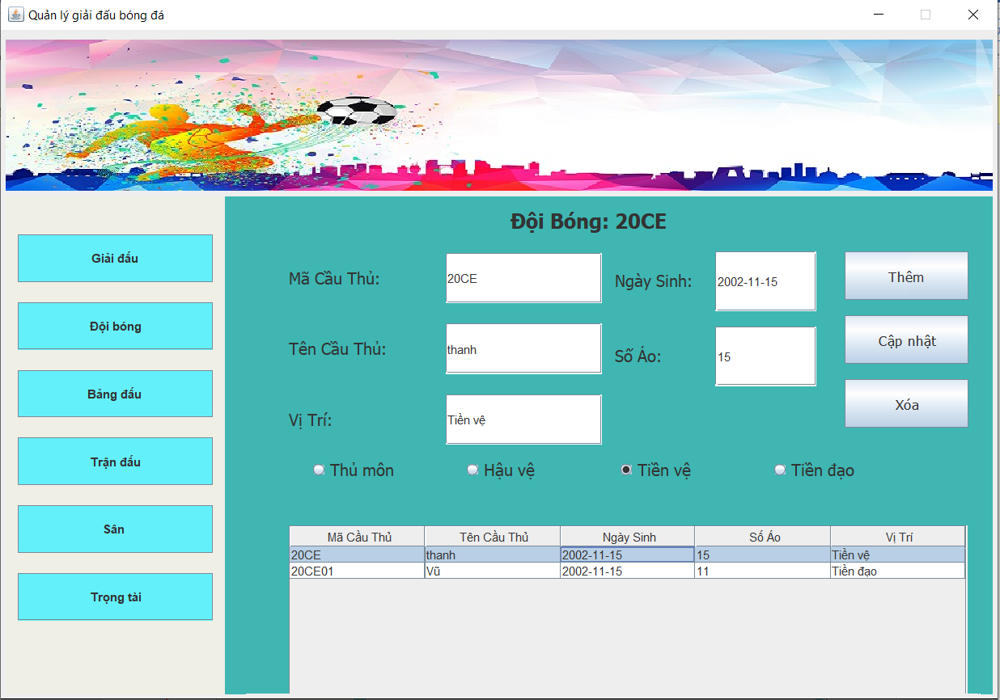 Quản lý giải đấu bóng đá
Giải đấu
Đội bóng
Bảng đấu
Trận đấu
Sân
Trọng tài
Đội Bóng: 20CE
Mã Cầu Thủ: 20CE Ngày Sinh: 2002-11-15 Thêm
Tên Cầu Thủ: thanh Số Áo: 15 Cập nhật
Vị Trí: Tiền vệ Xóa
Thủ môn Hậu vệ Tiền vệ Tiền đạo
Mã Cầu Thủ Tên Cầu Thủ Ngày Sinh Số Áo Vị Trí
20CE thanh 2002-11-15 15 Tiền vệ
20CE01 Vũ 2002-11-15 11 Tiền đạo